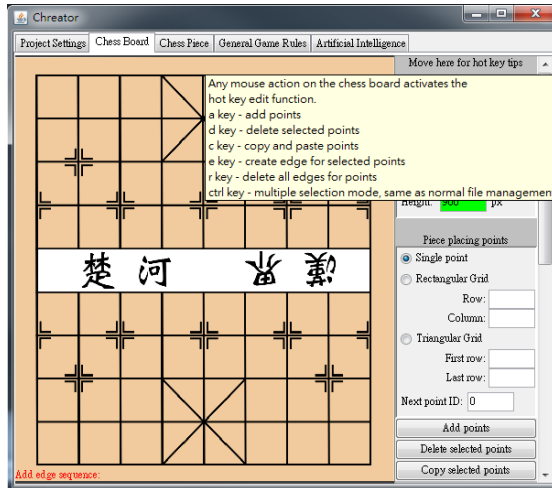 Chreator
Project Settings Chess Board Chess Piece General Game Rules Artificial Intelligence
Move here for hot key tips
Any mouse action on the chess board activates the
hot key edit function.
a key - add points
d key - delete selected points
c key - copy and paste points
e key - create edge for selected points
r key - delete all edges for points
ctrl key - multiple selection mode, same as normal file managemen
Height: 900 px
楚 河 界 漢
Piece placing points
Single point
Rectangular Grid
Row:
Column:
Triangular Grid
First row:
Last row:
Next point ID: 0
Add points
Delete selected points
Copy selected points
Add edge sequence: